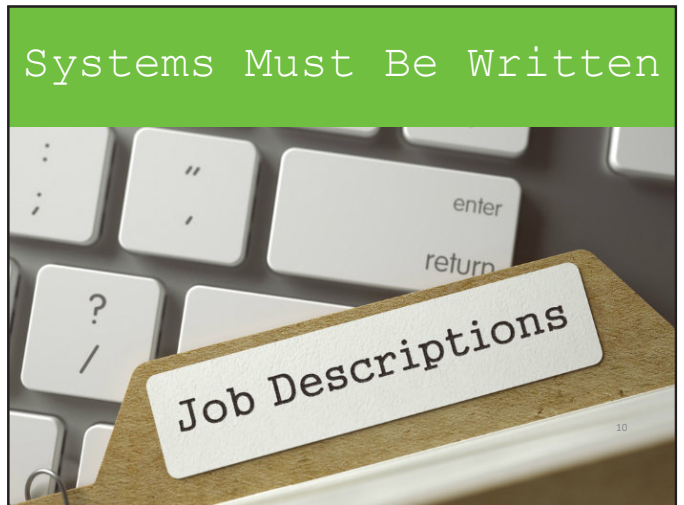 Systems Must Be Written
:
;
"
,
enter
return
?
/
Job Descriptions
10